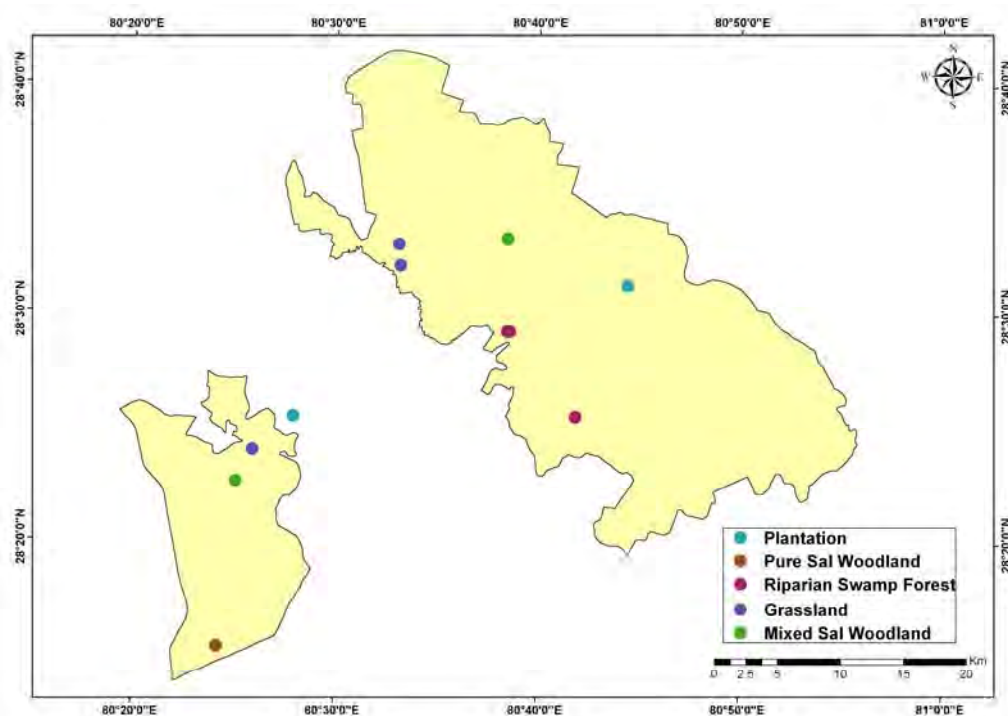 80°20'0"E 80°30'0"E 80°40'0"E 80°50'0"E 81°0'0"E
S
W E
S
28°40'0"N 28°40'0"N
28°30'0"N 28°30'0"N
28°20'0"N 28°20'0"N
Plantation
Pure Sal Woodland
Riparian Swamp Forest
Grassland
Mixed Sal Woodland
Km
0 2.5 5 10 15 20
80°20'0"E 80°30'0"E 80°40'0"E 80°50'0"E 81°0'0"E